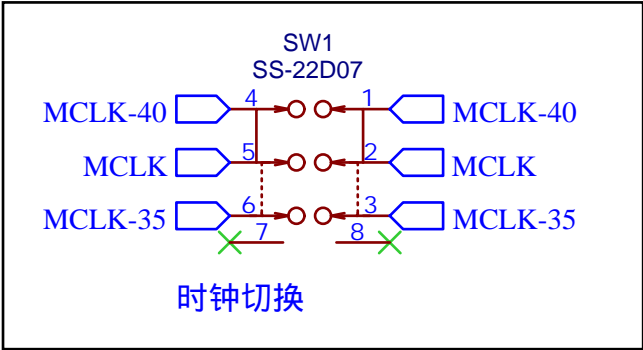 SW1
SS-22D07
MCLK-40 4 1 MCLK-40
MCLK 5 2 MCLK
MCLK-35 6 3 MCLK-35
7 8
时钟切换